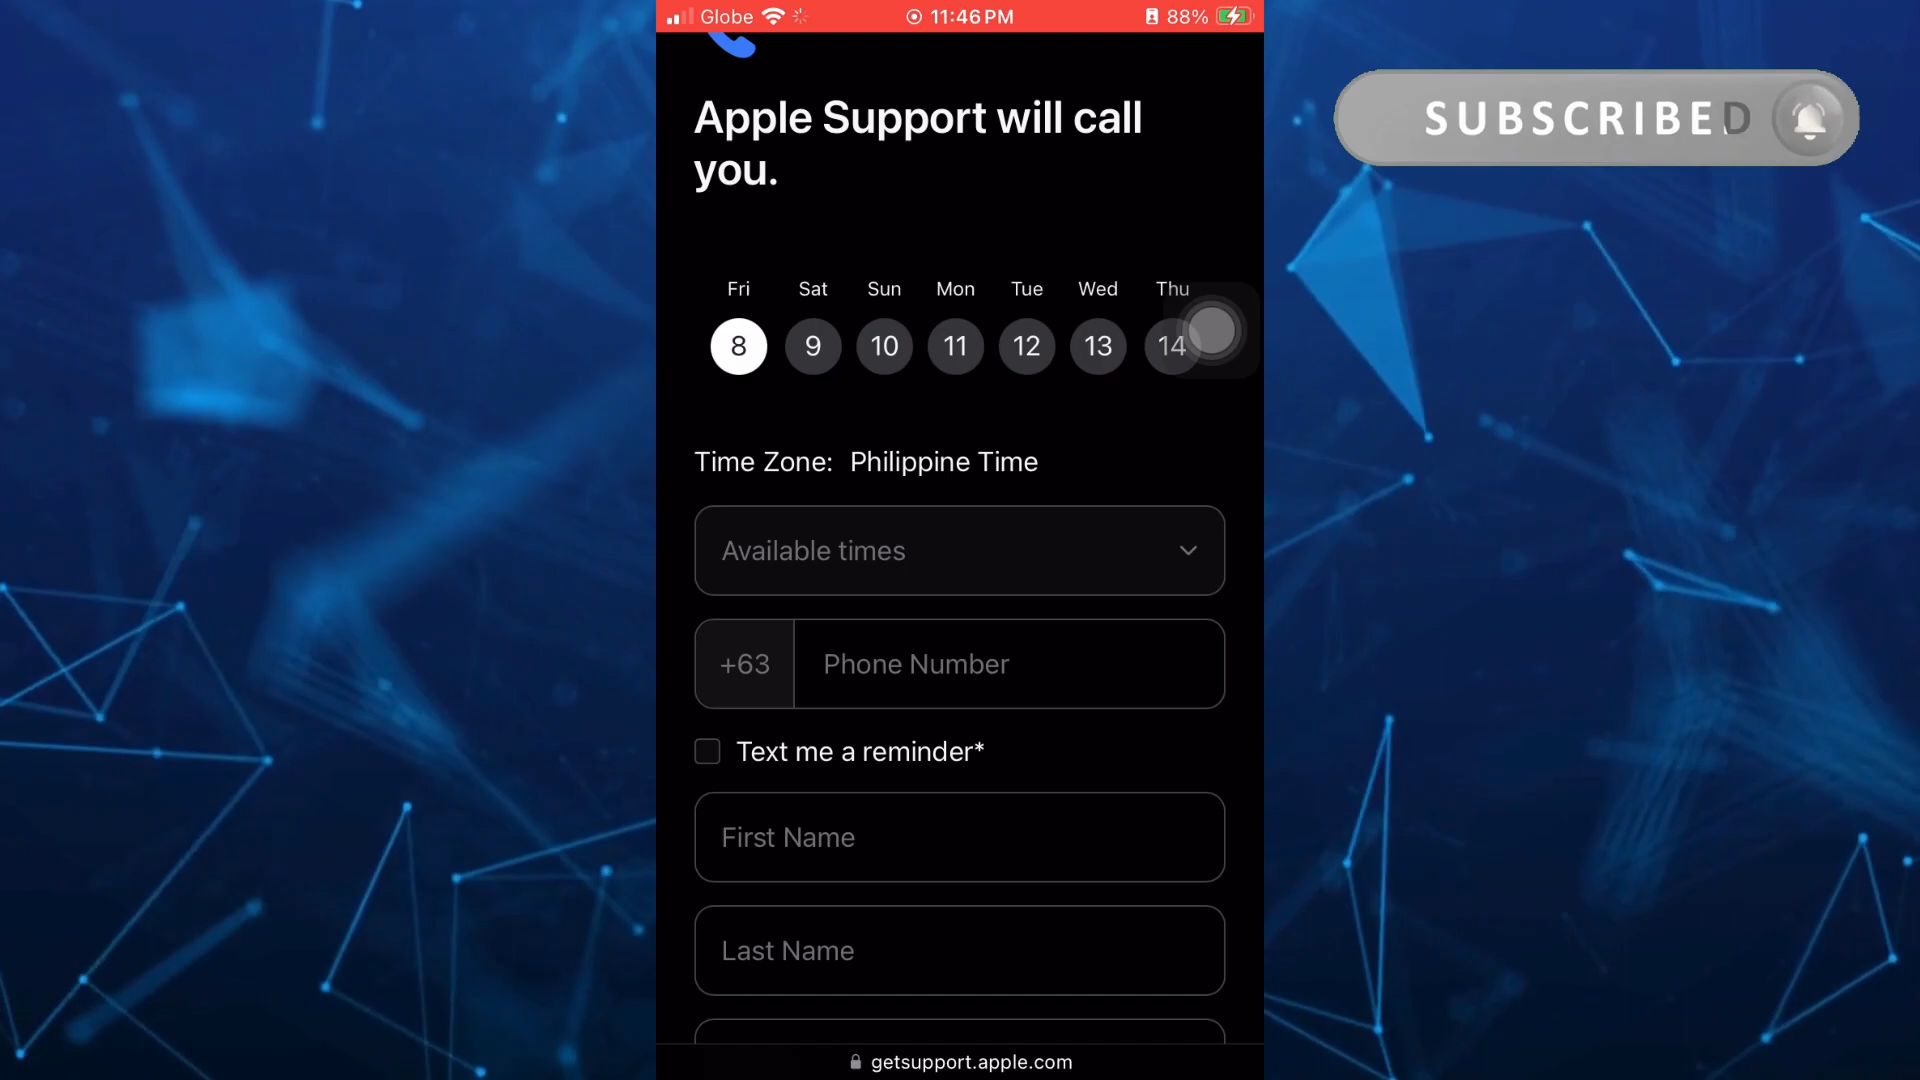 Globe 11:46 PM 88%
Apple Support will call
you.
Fri Sat Sun Mon Tue Wed Thu
8 9 10 11 12 13 14
Time Zone: Philippine Time
Available times
+63 Phone Number
Text me a reminder*
First Name
Last Name
getsupport.apple.com
SUBSCRIBED